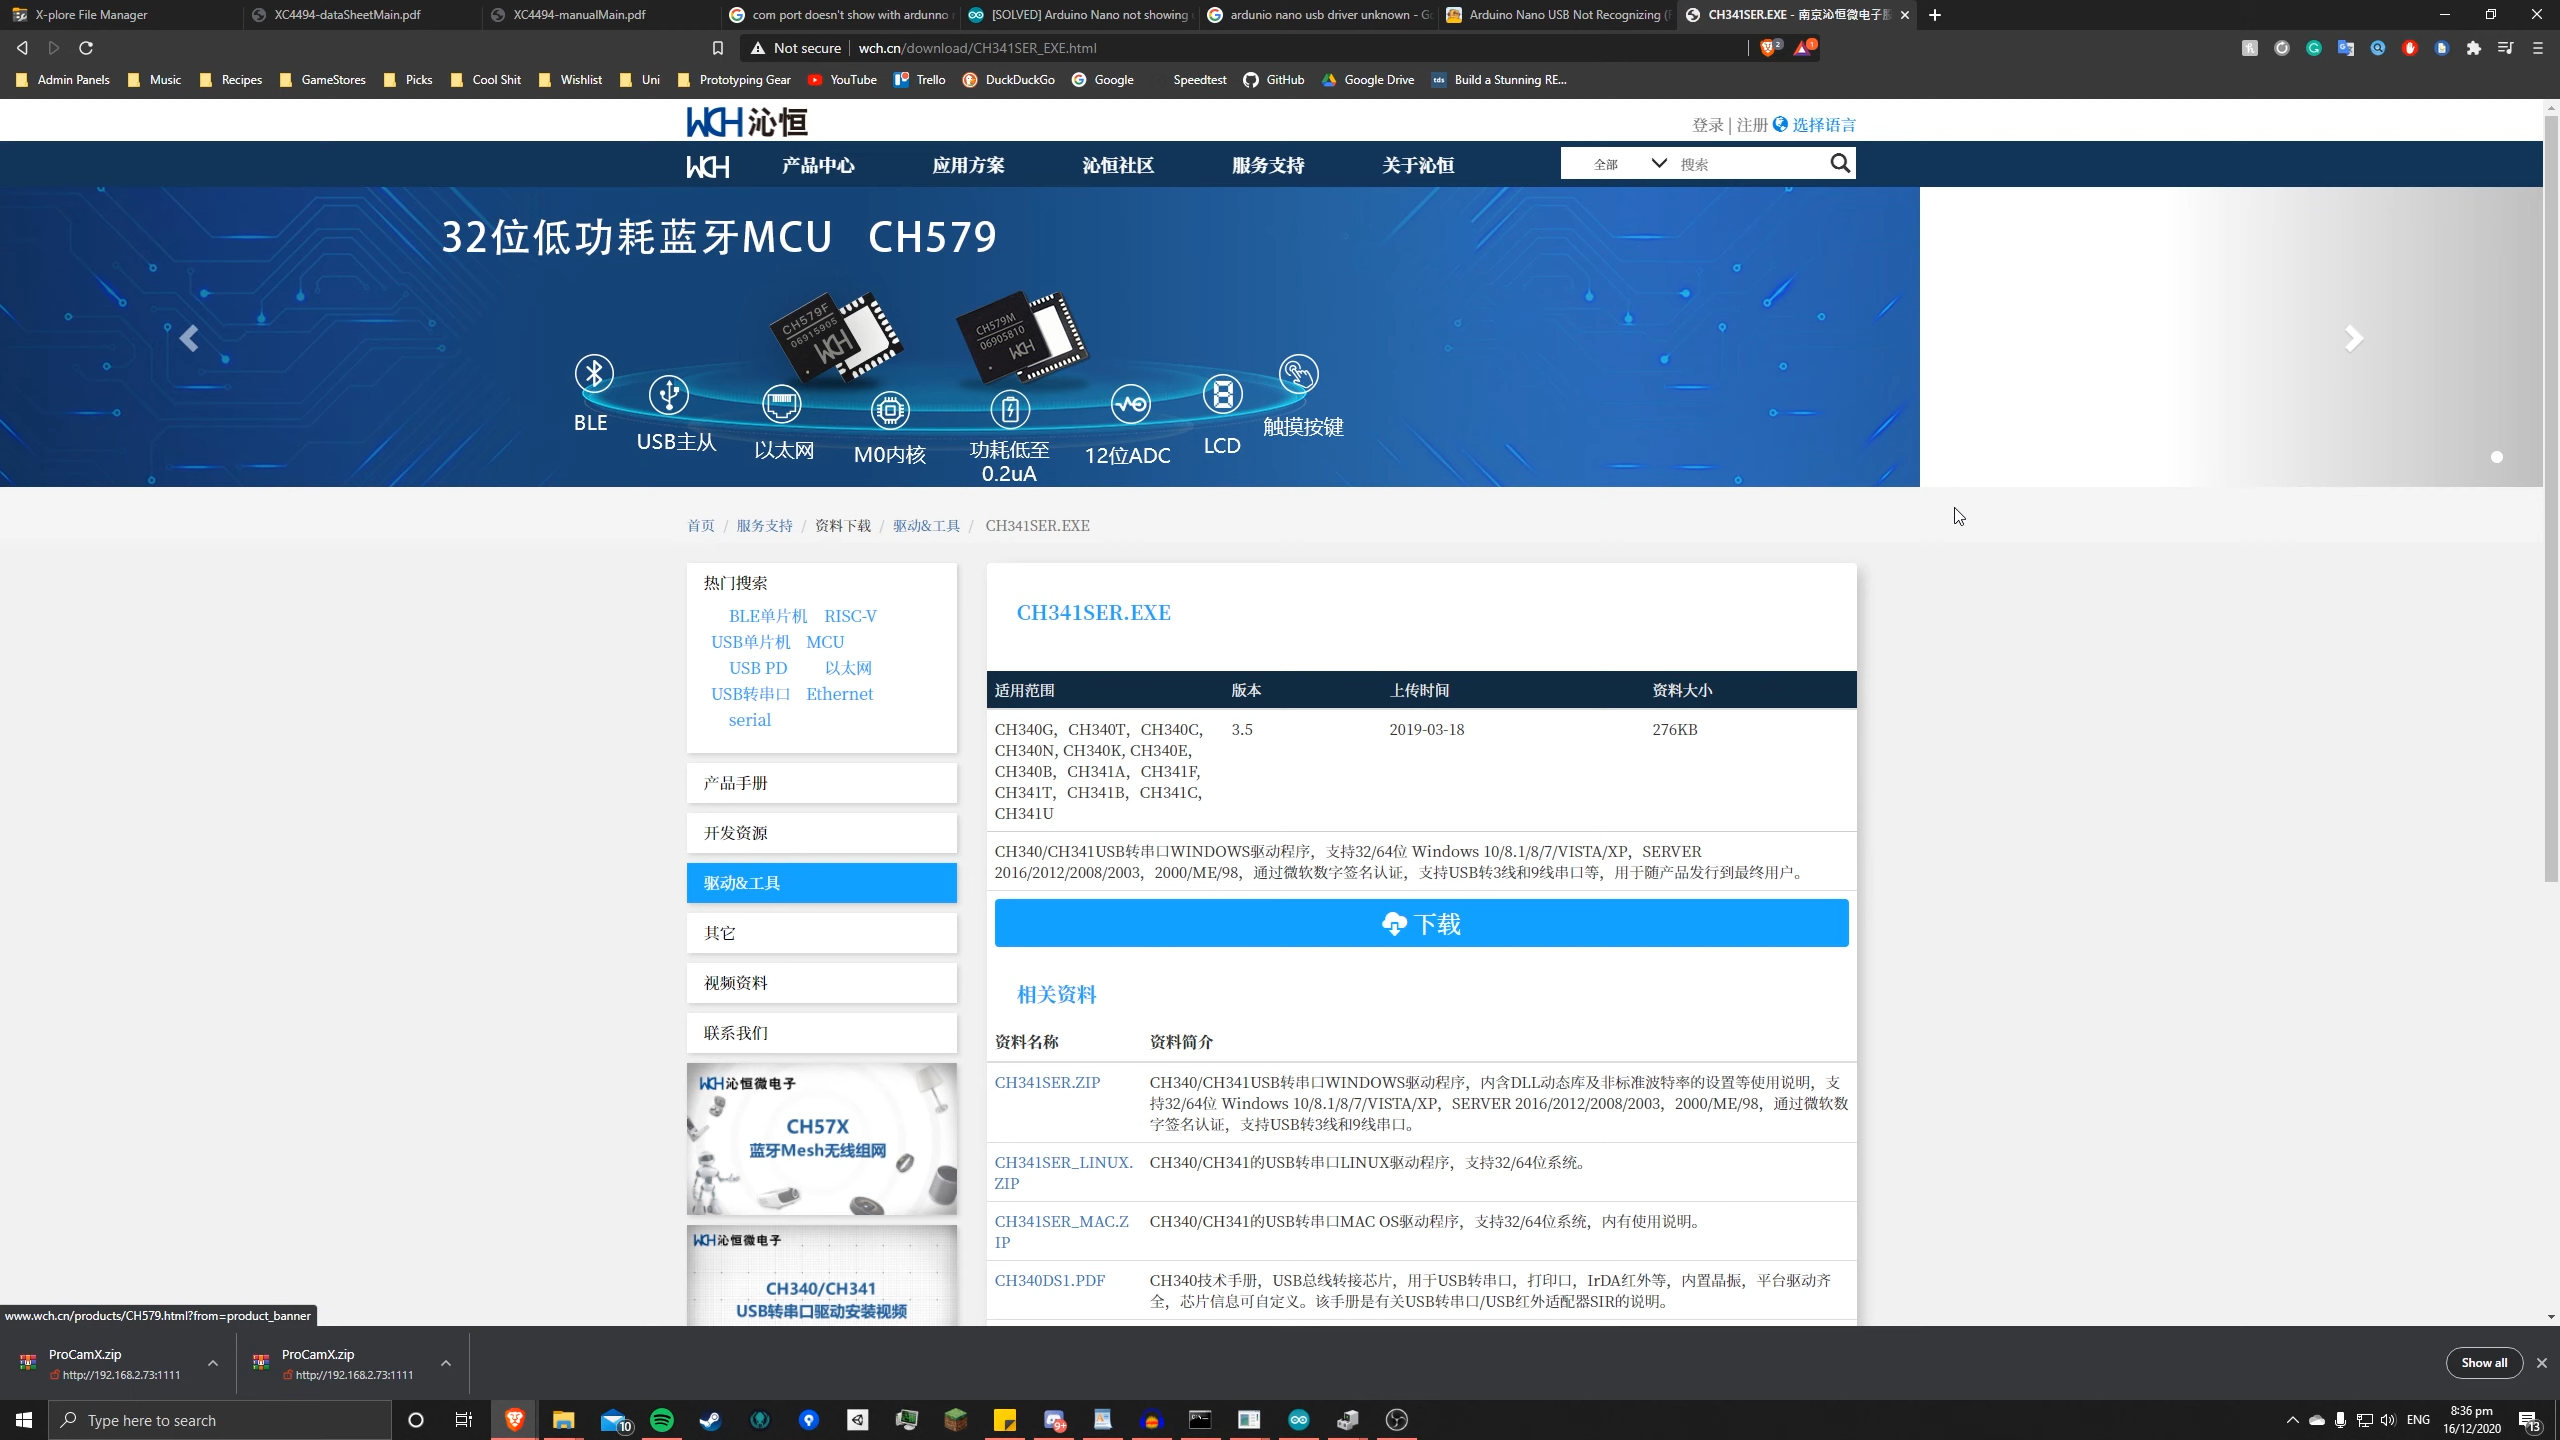 X-plore File Manager
XC4494-dataSheetMain.pdf
XC4494-manualMain.pdf
com port doesn't show with ardunno
[SOLVED] Arduino Nano not showing
ardunio nano usb driver unknown - G
Arduino Nano USB Not Recognizing (
CH341SER.EXE - 南京沁恒微电子股
Not secure
wch.cn/download/CH341SER_EXE.html
2
1
Admin Panels
Music
Recipes
GameStores
Picks
Cool Shit
Wishlist
Uni
Prototyping Gear
YouTube
Trello
DuckDuckGo
Google
Speedtest
GitHub
Google Drive
tds
Build a Stunning RE...
WCH沁恒
登录 | 注册 选择语言
WCH
产品中心
应用方案
沁恒社区
服务支持
关于沁恒
全部
搜索
32位低功耗蓝牙MCU CH579
CH579F
06915905
WCH
CH579M
06905810
WCH
BLE
USB主从
以太网
M0内核
功耗低至
0.2uA
12位ADC
LCD
触摸按键
首页 / 服务支持 / 资料下载 / 驱动&工具 / CH341SER.EXE
热门搜索
BLE单片机 RISC-V
USB单片机 MCU
USB PD 以太网
USB转串口 Ethernet
serial
产品手册
开发资源
驱动&工具
其它
视频资料
联系我们
WCH沁恒微电子
CH57X
蓝牙Mesh无线组网
WCH沁恒微电子
CH340/CH341
USB转串口驱动安装视频
CH341SER.EXE
适用范围 版本 上传时间 资料大小
CH340G，CH340T，CH340C, 3.5 2019-03-18 276KB
CH340N, CH340K, CH340E,
CH340B，CH341A，CH341F,
CH341T，CH341B，CH341C,
CH341U
CH340/CH341USB转串口WINDOWS驱动程序，支持32/64位 Windows 10/8.1/8/7/VISTA/XP，SERVER
2016/2012/2008/2003，2000/ME/98，通过微软数字签名认证，支持USB转3线和9线串口等，用于随产品发行到最终用户。
下载
相关资料
资料名称 资料简介
CH341SER.ZIP CH340/CH341USB转串口WINDOWS驱动程序，内含DLL动态库及非标准波特率的设置等使用说明，支
持32/64位 Windows 10/8.1/8/7/VISTA/XP，SERVER 2016/2012/2008/2003，2000/ME/98，通过微软数
字签名认证，支持USB转3线和9线串口。
CH341SER_LINUX. CH340/CH341的USB转串口LINUX驱动程序，支持32/64位系统。
ZIP
CH341SER_MAC.Z CH340/CH341的USB转串口MAC OS驱动程序，支持32/64位系统，内有使用说明。
IP
CH340DS1.PDF CH340技术手册，USB总线转接芯片，用于USB转串口，打印口，IrDA红外等，内置晶振，平台驱动齐
全，芯片信息可自定义。该手册是有关USB转串口/USB红外适配器SIR的说明。
www.wch.cn/products/CH579.html?from=product_banner
ProCamX.zip
http://192.168.2.73:1111
ProCamX.zip
http://192.168.2.73:1111
Show all
Type here to search
10
9+
ENG
8:36 pm
16/12/2020
13